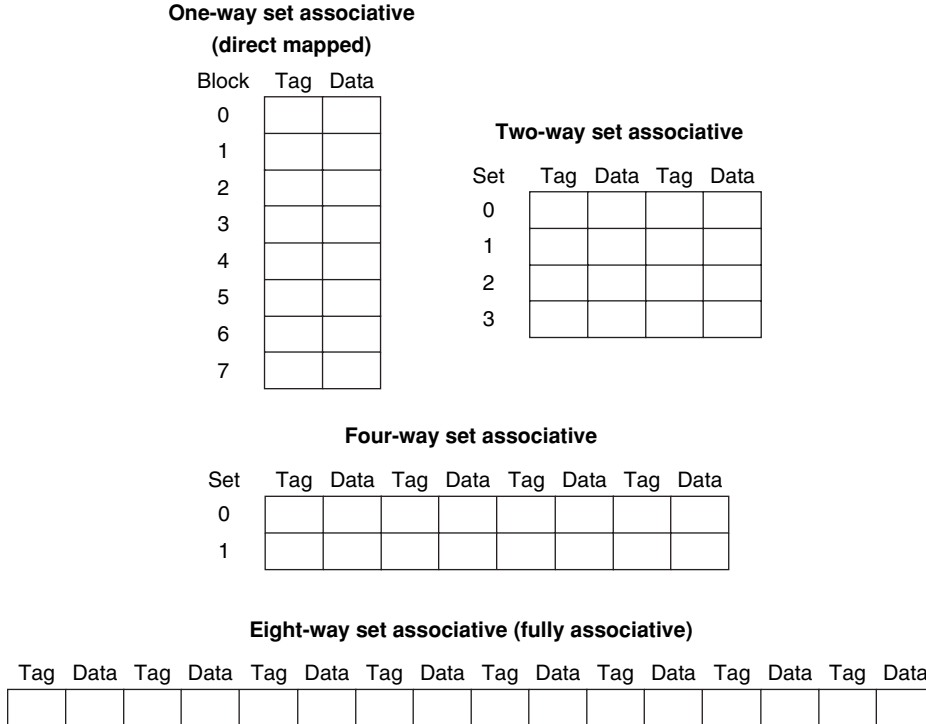 One-way set associative
(direct mapped)
Block Tag Data
0
1
2
3
4
5
6
7
Two-way set associative
Set Tag Data Tag Data
0
1
2
3
Four-way set associative
Set Tag Data Tag Data Tag Data Tag Data
0
1
Eight-way set associative (fully associative)
Tag Data Tag Data Tag Data Tag Data Tag Data Tag Data Tag Data Tag Data